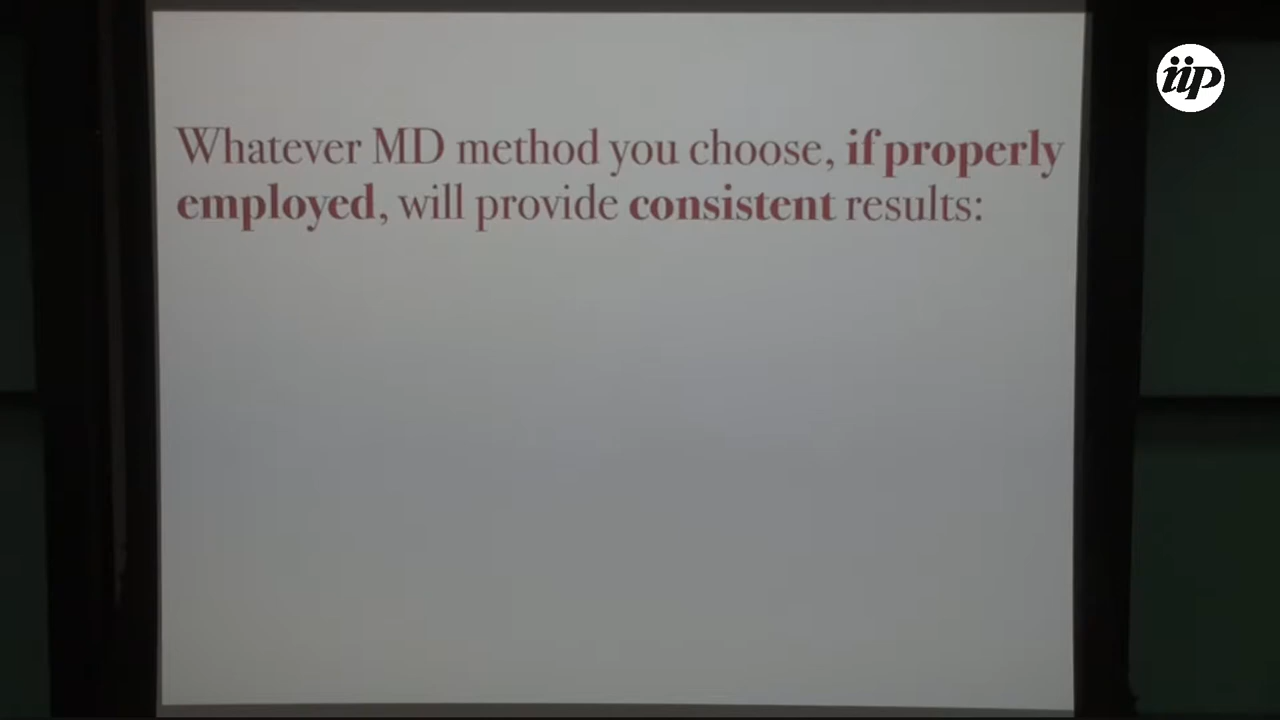 iip
Whatever MD method you choose, if properly
employed, will provide consistent results: